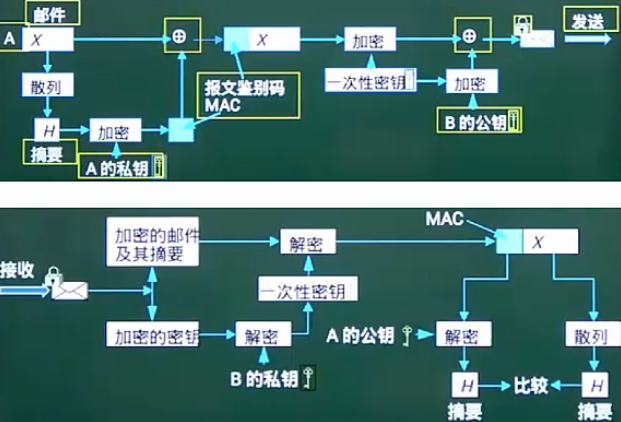 邮件
A
X
X
加密
发送
散列
报文鉴别码
MAC
一次性密钥
加密
H
加密
B 的公钥
摘要
A 的私钥
MAC
加密的邮件
及其摘要
解密
X
接收
一次性密钥
加密的密钥
解密
A 的公钥
解密
散列
B 的私钥
H
比较
H
摘要
摘要